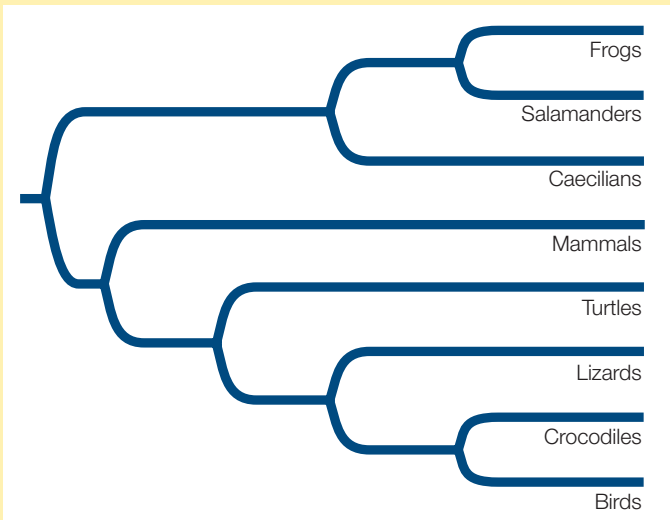 Frogs
Salamanders
Caecilians
Mammals
Turtles
Lizards
Crocodiles
Birds